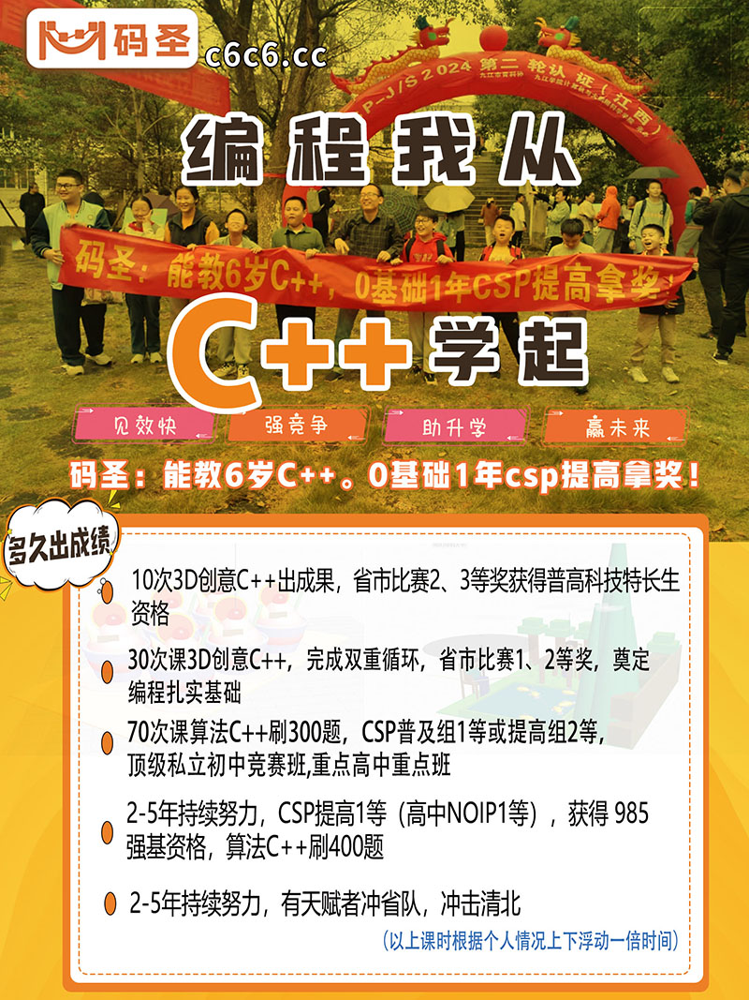 码圣 c6c6.cc
P-J/S 2024 第二轮认证（江西）
编程我从
码圣：能教6岁C++，0基础1年CSP提高拿奖！
C++学起
见效快 强竞争 助升学 赢未来
码圣：能教6岁C++。0基础1年csp提高拿奖！
多久出成绩
10次3D创意C++出成果，省市比赛2、3等奖获得普高科技特长生
资格
30次课3D创意C++，完成双重循环，省市比赛1、2等奖，奠定
编程扎实基础
70次课算法C++刷300题，CSP普及组1等或提高组2等，
顶级私立初中竞赛班,重点高中重点班
2-5年持续努力，CSP提高1等（高中NOIP1等），获得 985
强基资格，算法C++刷400题
2-5年持续努力，有天赋者冲省队，冲击清北
（以上课时根据个人情况上下浮动一倍时间）